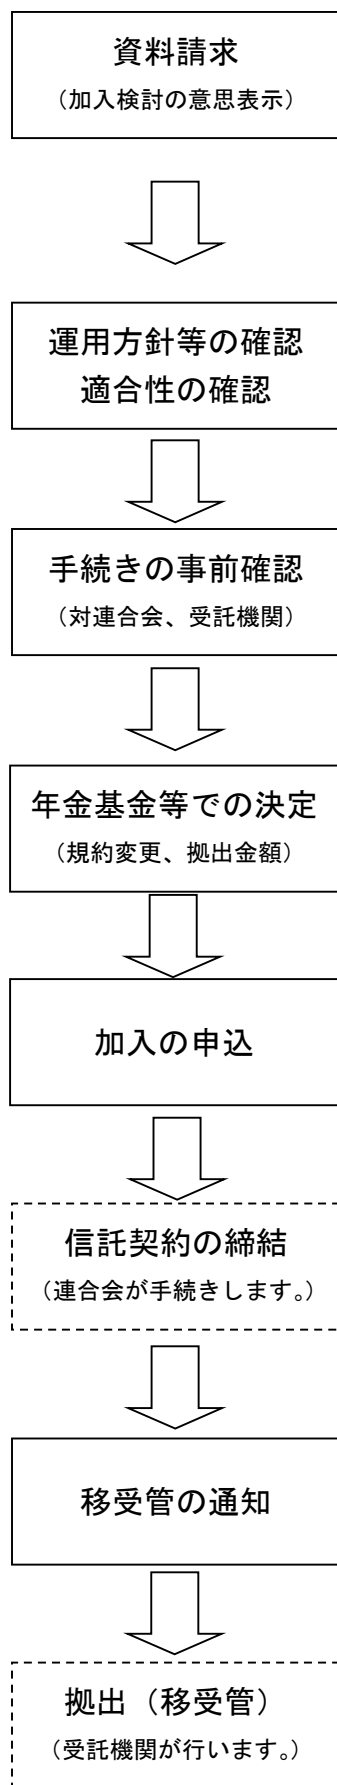 資料請求
（加入検討の意思表示）
運用方針等の確認
適合性の確認
手続きの事前確認
（対連合会、受託機関）
年金基金等での決定
（規約変更、拠出金額）
加入の申込
信託契約の締結
（連合会が手続きします。）
移受管の通知
拠出（移受管）
（受託機関が行います。）